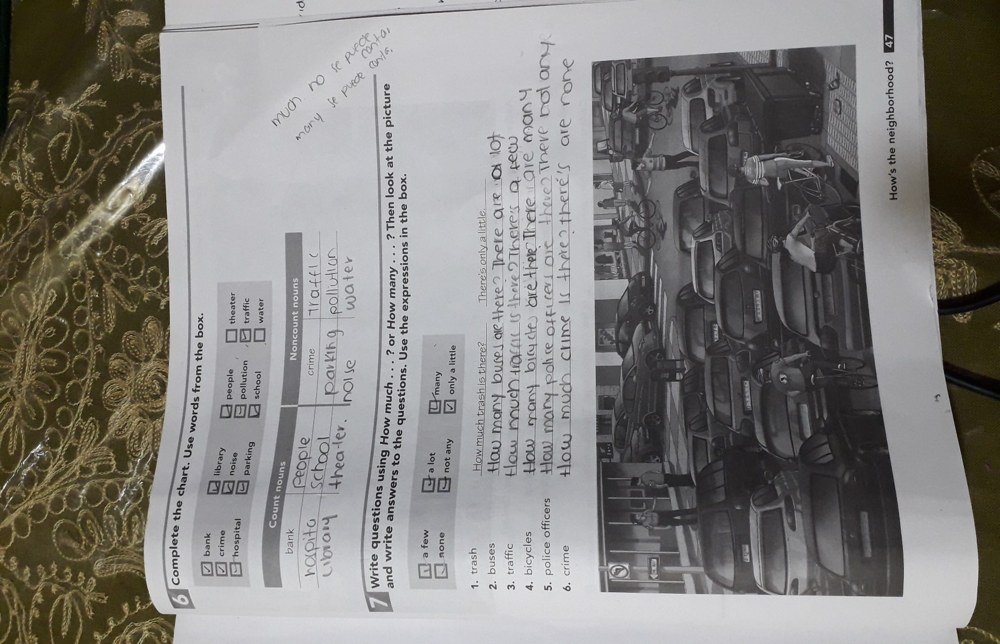 6 Complete the chart. Use words from the box.
bank library people theater
crime noise pollution traffic
hospital parking school water
Count nouns Noncount nouns
bank people crime traffic
hospita school parking pollution
library theater. noise water
much no se puede conta,
many se puede conta,
7 Write questions using How much . . . ? or How many . . . ? Then look at the picture
and write answers to the questions. Use the expressions in the box.
a few a lot many
none not any only a little
1. trash How much trash is there? There's only a little.
2. buses How many buses are there? There are a lot
3. traffic How much traffic is there? There's a few
4. bicycles How many bicycles are there? There are many
5. police officers How many police officers are there? There not any
6. crime How much crime is there? there's are none
How's the neighborhood? 47